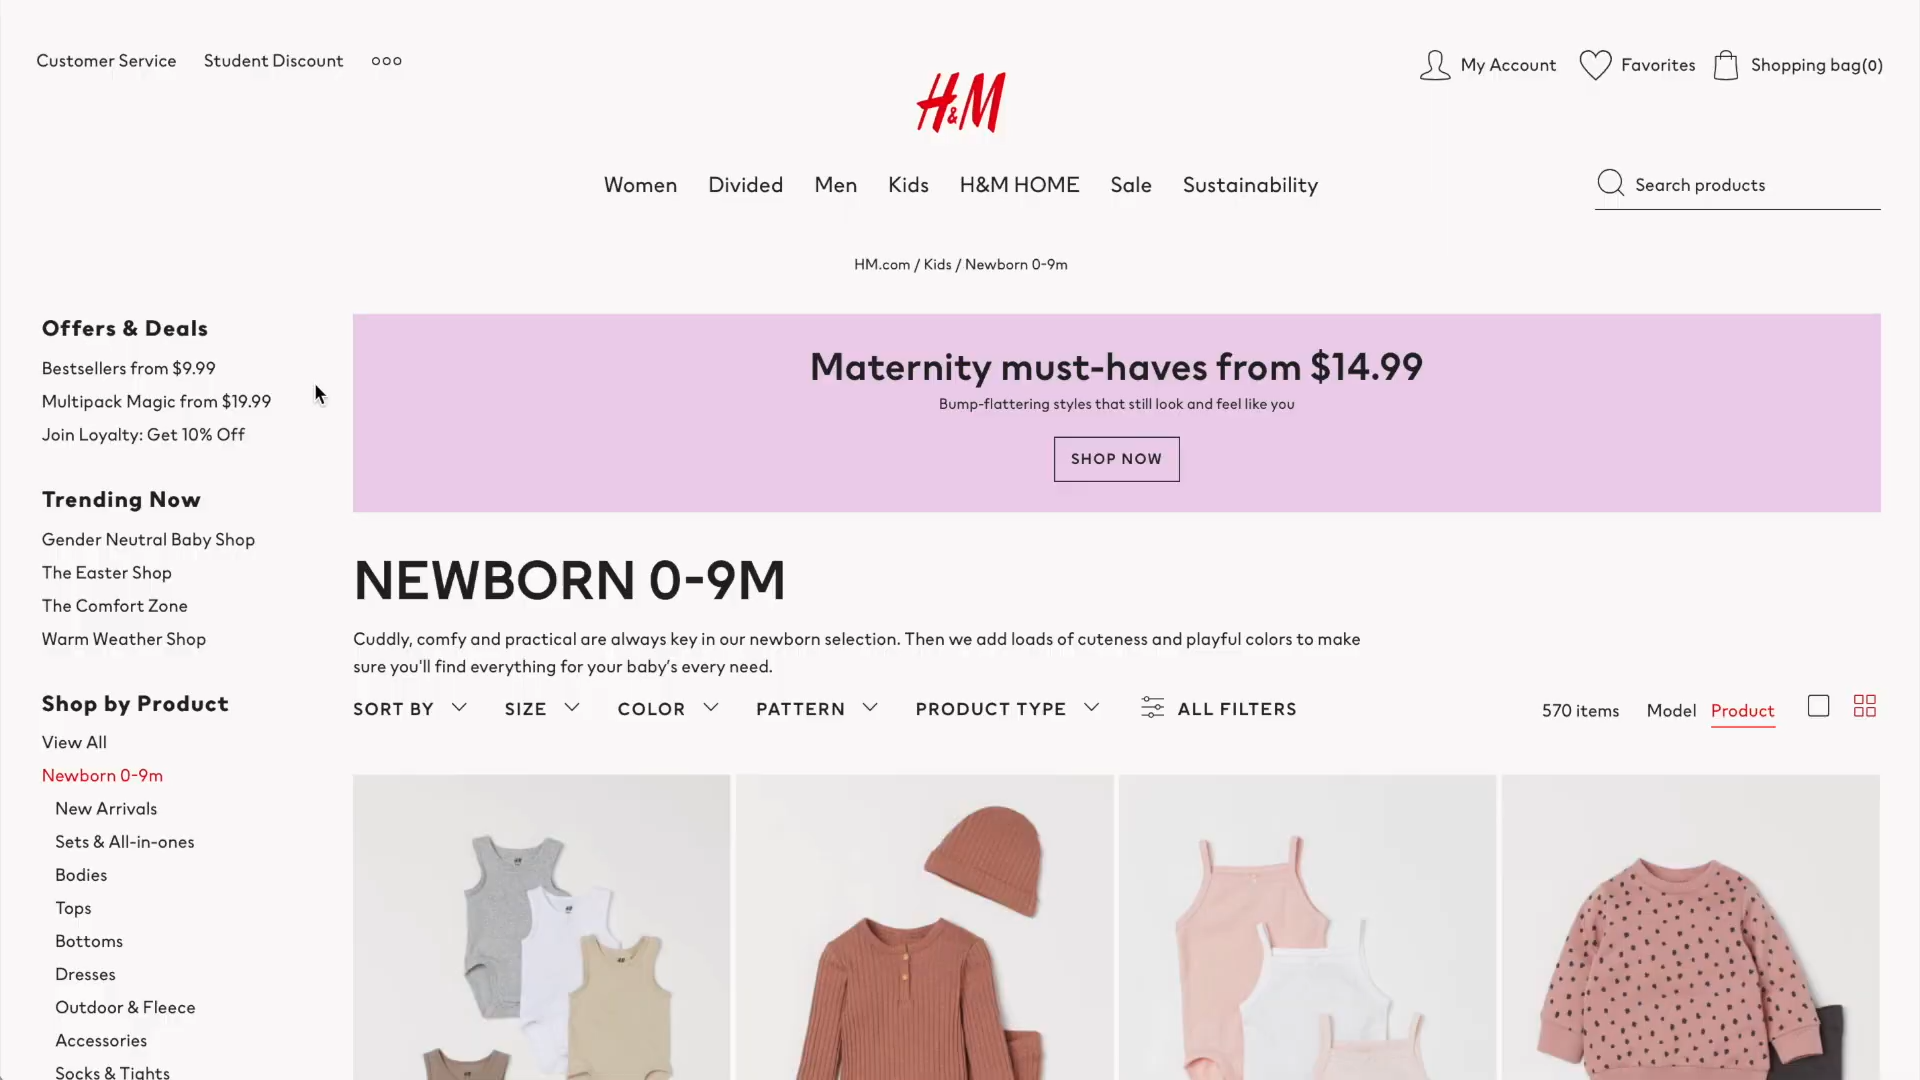 Customer Service
Student Discount
H&M
My Account
Favorites
Shopping bag(0)
Women
Divided
Men
Kids
H&M HOME
Sale
Sustainability
Search products
HM.com / Kids / Newborn 0-9m
Offers & Deals
Bestsellers from $9.99
Multipack Magic from $19.99
Join Loyalty: Get 10% Off
Trending Now
Gender Neutral Baby Shop
The Easter Shop
The Comfort Zone
Warm Weather Shop
Shop by Product
View All
Newborn 0-9m
New Arrivals
Sets & All-in-ones
Bodies
Tops
Bottoms
Dresses
Outdoor & Fleece
Accessories
Socks & Tights
Maternity must-haves from $14.99
Bump-flattering styles that still look and feel like you
SHOP NOW
NEWBORN 0-9M
Cuddly, comfy and practical are always key in our newborn selection. Then we add loads of cuteness and playful colors to make
sure you'll find everything for your baby's every need.
SORT BY
SIZE
COLOR
PATTERN
PRODUCT TYPE
ALL FILTERS
570 items
Model
Product